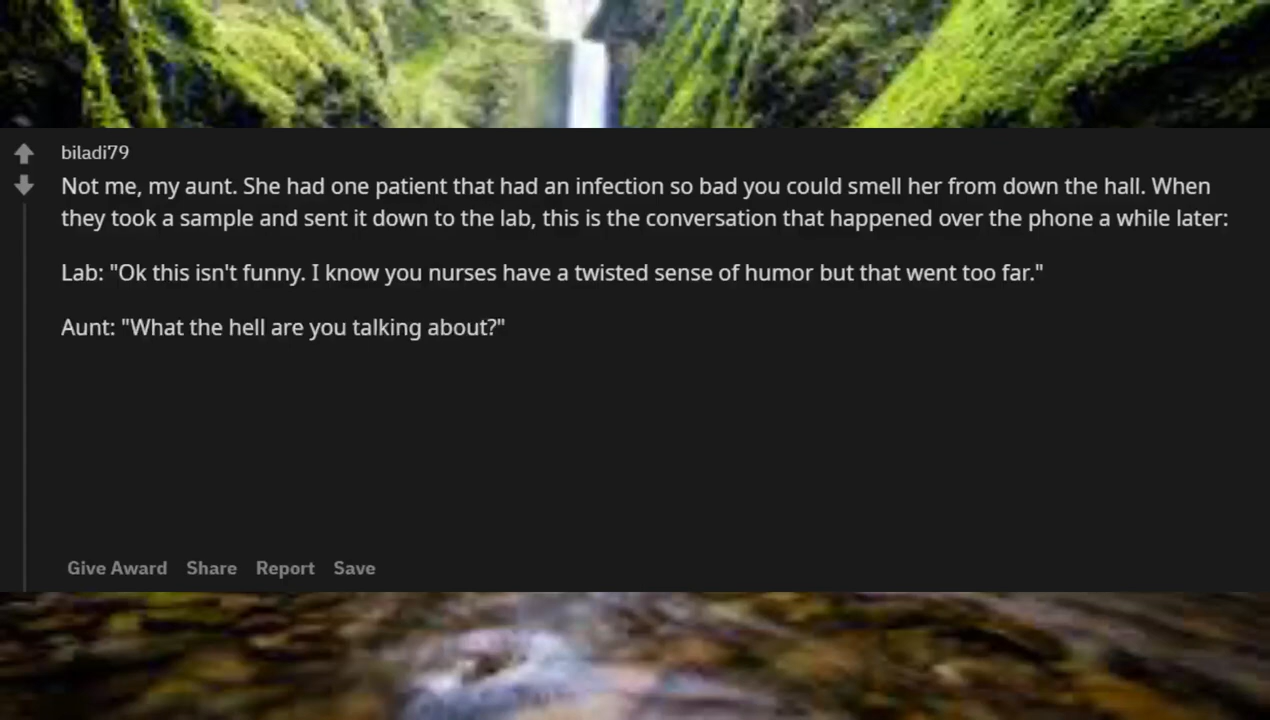 biladi79
Not me, my aunt. She had one patient that had an infection so bad you could smell her from down the hall. When
they took a sample and sent it down to the lab, this is the conversation that happened over the phone a while later:
Lab: "Ok this isn't funny. I know you nurses have a twisted sense of humor but that went too far."
Aunt: "What the hell are you talking about?"
Give Award Share Report Save